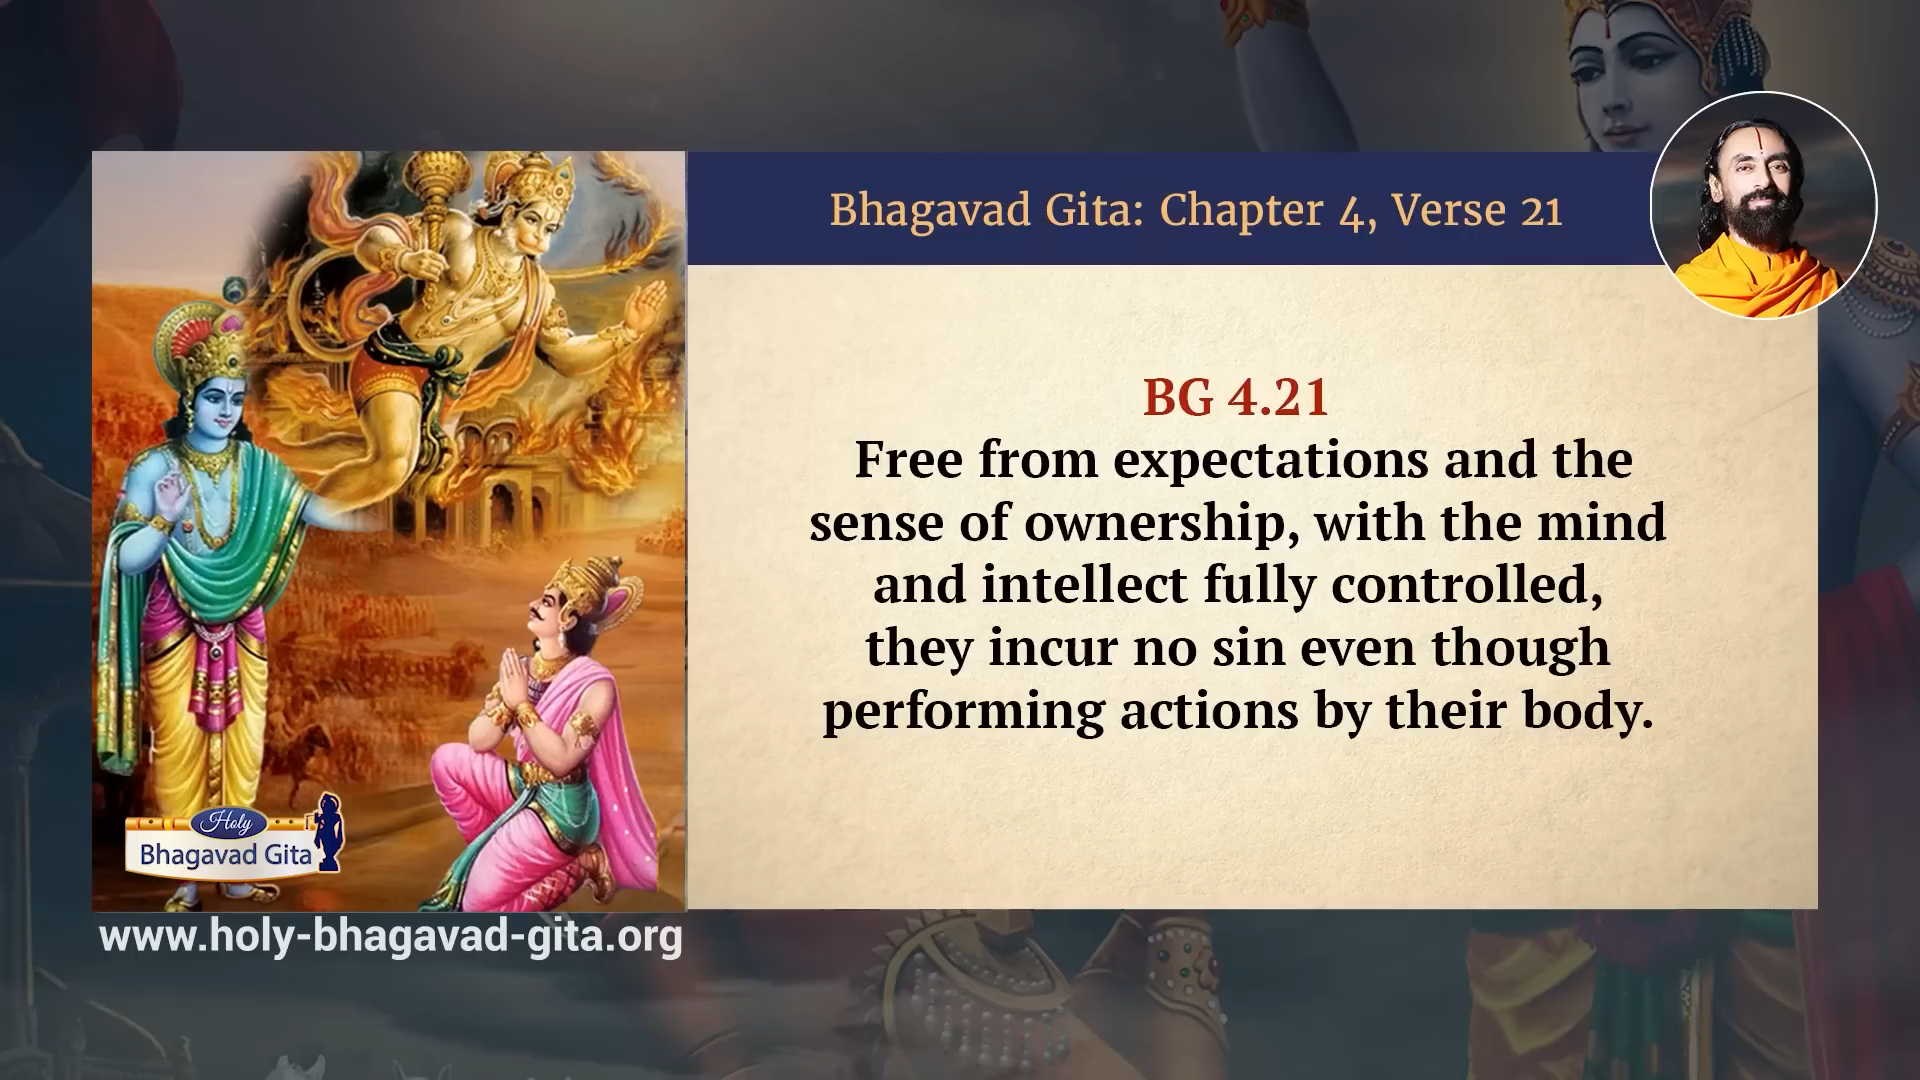 Bhagavad Gita: Chapter 4, Verse 21
BG 4.21
Free from expectations and the
sense of ownership, with the mind
and intellect fully controlled,
they incur no sin even though
performing actions by their body.
Holy
Bhagavad Gita
www.holy-bhagavad-gita.org